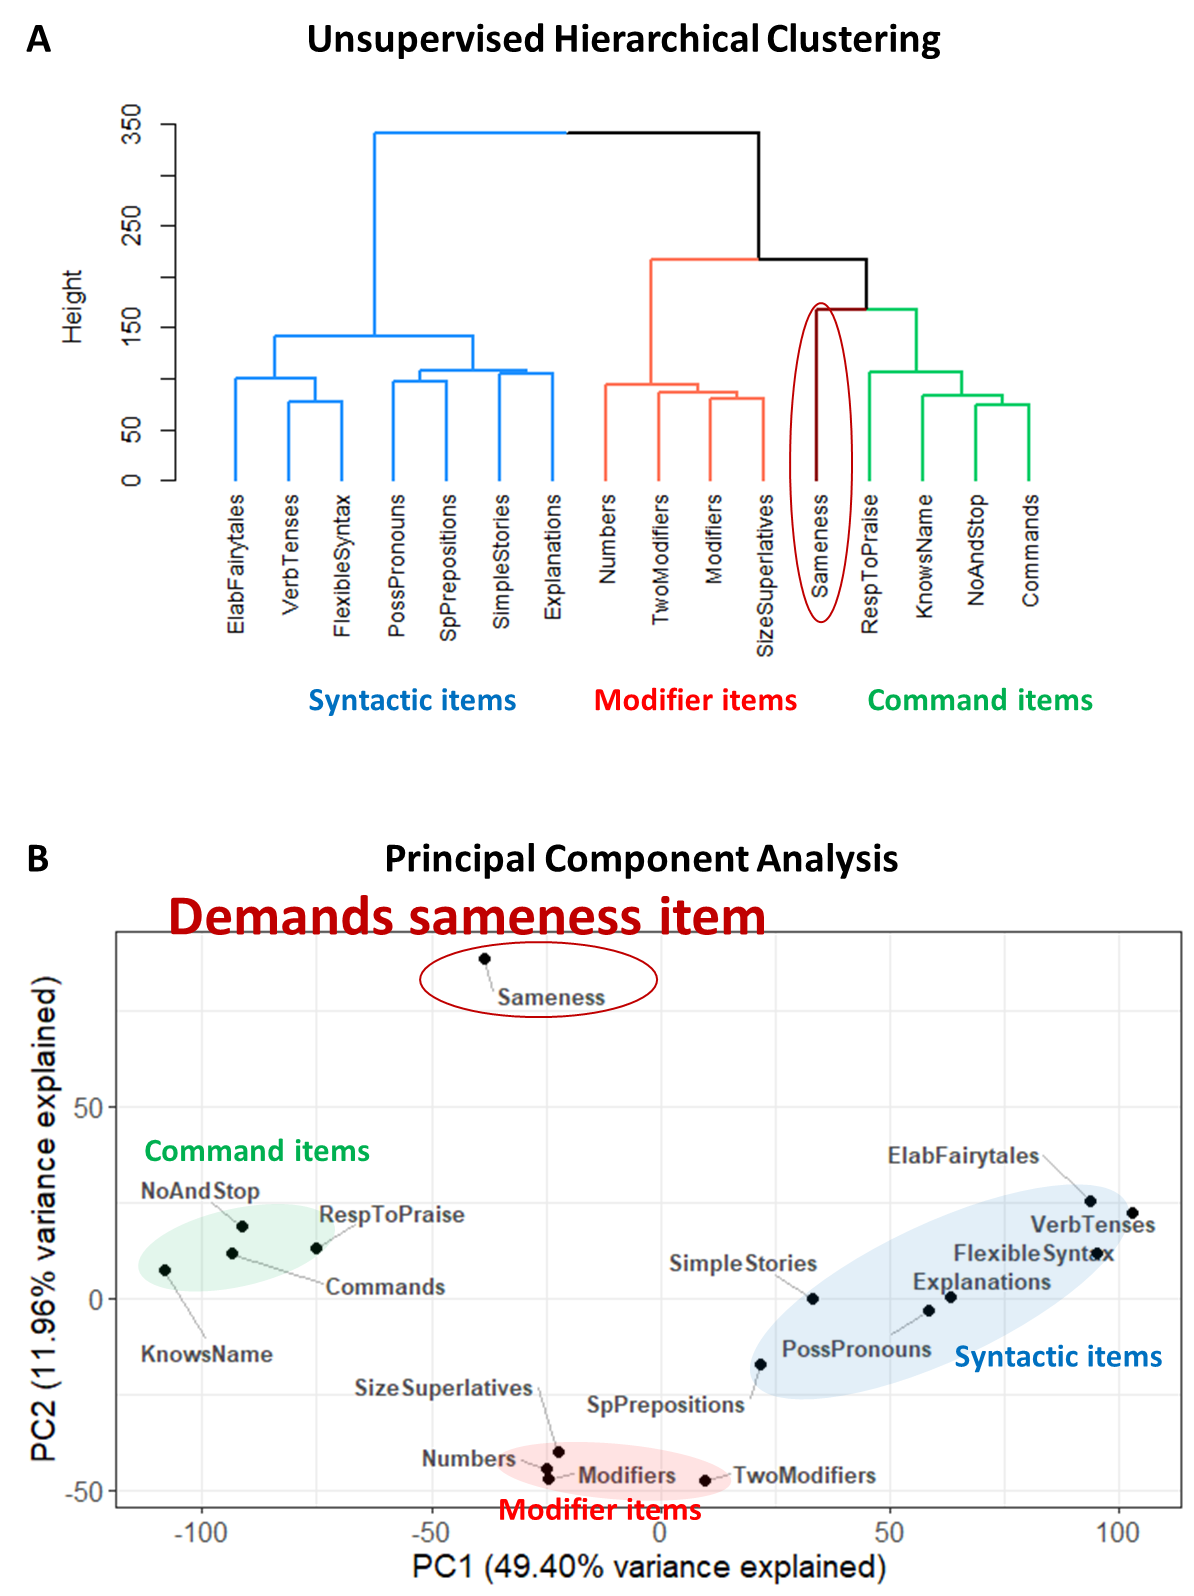 A
Unsupervised Hierarchical Clustering
Height
350
250
150
50
0
ElabFairytales
VerbTenses
FlexibleSyntax
PossPronouns
SpPrepositions
SimpleStories
Explanations
Numbers
TwoModifiers
Modifiers
SizeSuperlatives
Sameness
RespToPraise
KnowsName
NoAndStop
Commands
Syntactic items
Modifier items
Command items
B
Principal Component Analysis
Demands sameness item
Sameness
PC2 (11.96% variance explained)
50
0
-50
Command items
NoAndStop
RespToPraise
Commands
KnowsName
ElabFairytales
VerbTenses
FlexibleSyntax
SimpleStories
Explanations
PossPronouns
Syntactic items
SizeSuperlatives
SpPrepositions
Numbers
Modifiers
TwoModifiers
Modifier items
-100
-50
0
50
100
PC1 (49.40% variance explained)